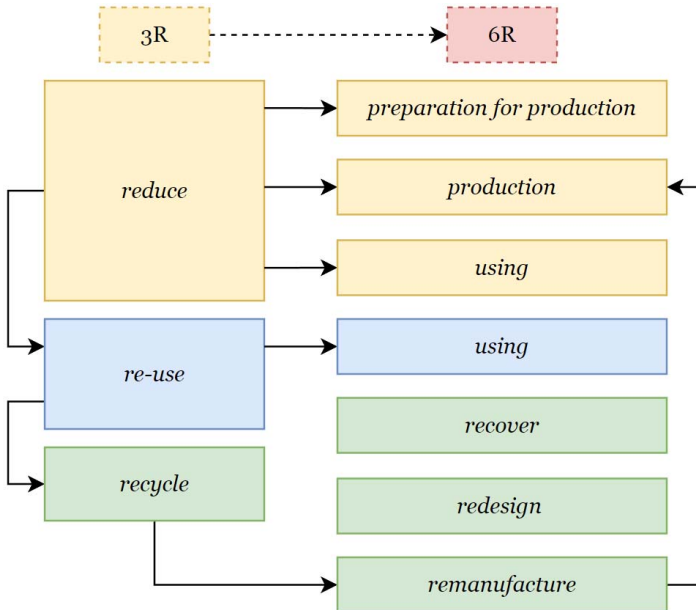 3R
6R
preparation for production
reduce
production
using
re-use
using
recover
recycle
redesign
remanufacture